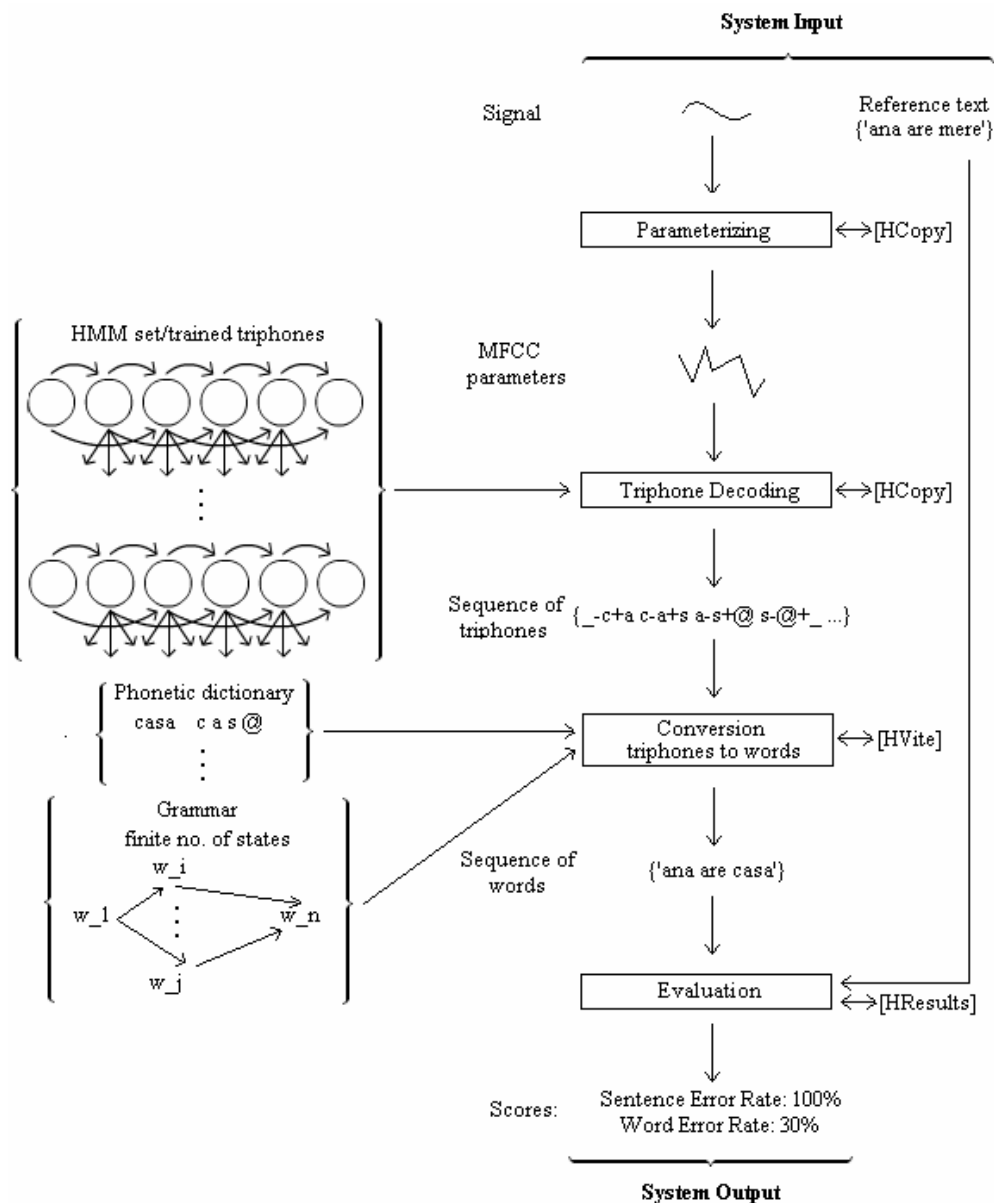 System Input
Signal
Reference text
{'ana are mere'}
Parameterizing
[HCopy]
HMM set/trained triphones
MFCC
parameters
Triphone Decoding
[HCopy]
Sequence of
triphones
{_-c+a c-a+s a-s+@ s-@+_ ...}
Phonetic dictionary
casa c a s @
Conversion
triphones to words
[HVite]
Grammar
finite no. of states
w_i
w_1
w_n
w_j
Sequence of
words
{'ana are casa'}
Evaluation
[HResults]
Scores:
Sentence Error Rate: 100%
Word Error Rate: 30%
System Output